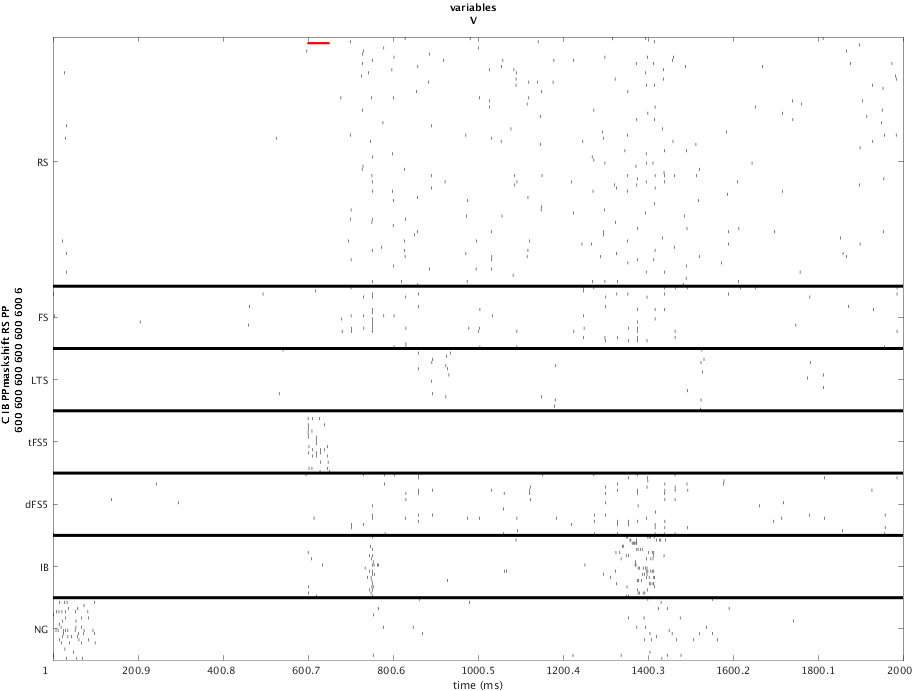 variables
V
C IB PPmaskshift RS PP
600 600 600 600 600 600 600 6
RS
FS
LTS
tFS5
dFS5
IB
NG
1
200.9
400.8
600.7
800.6
1000.5
1200.4
1400.3
1600.2
1800.1
2000
time (ms)